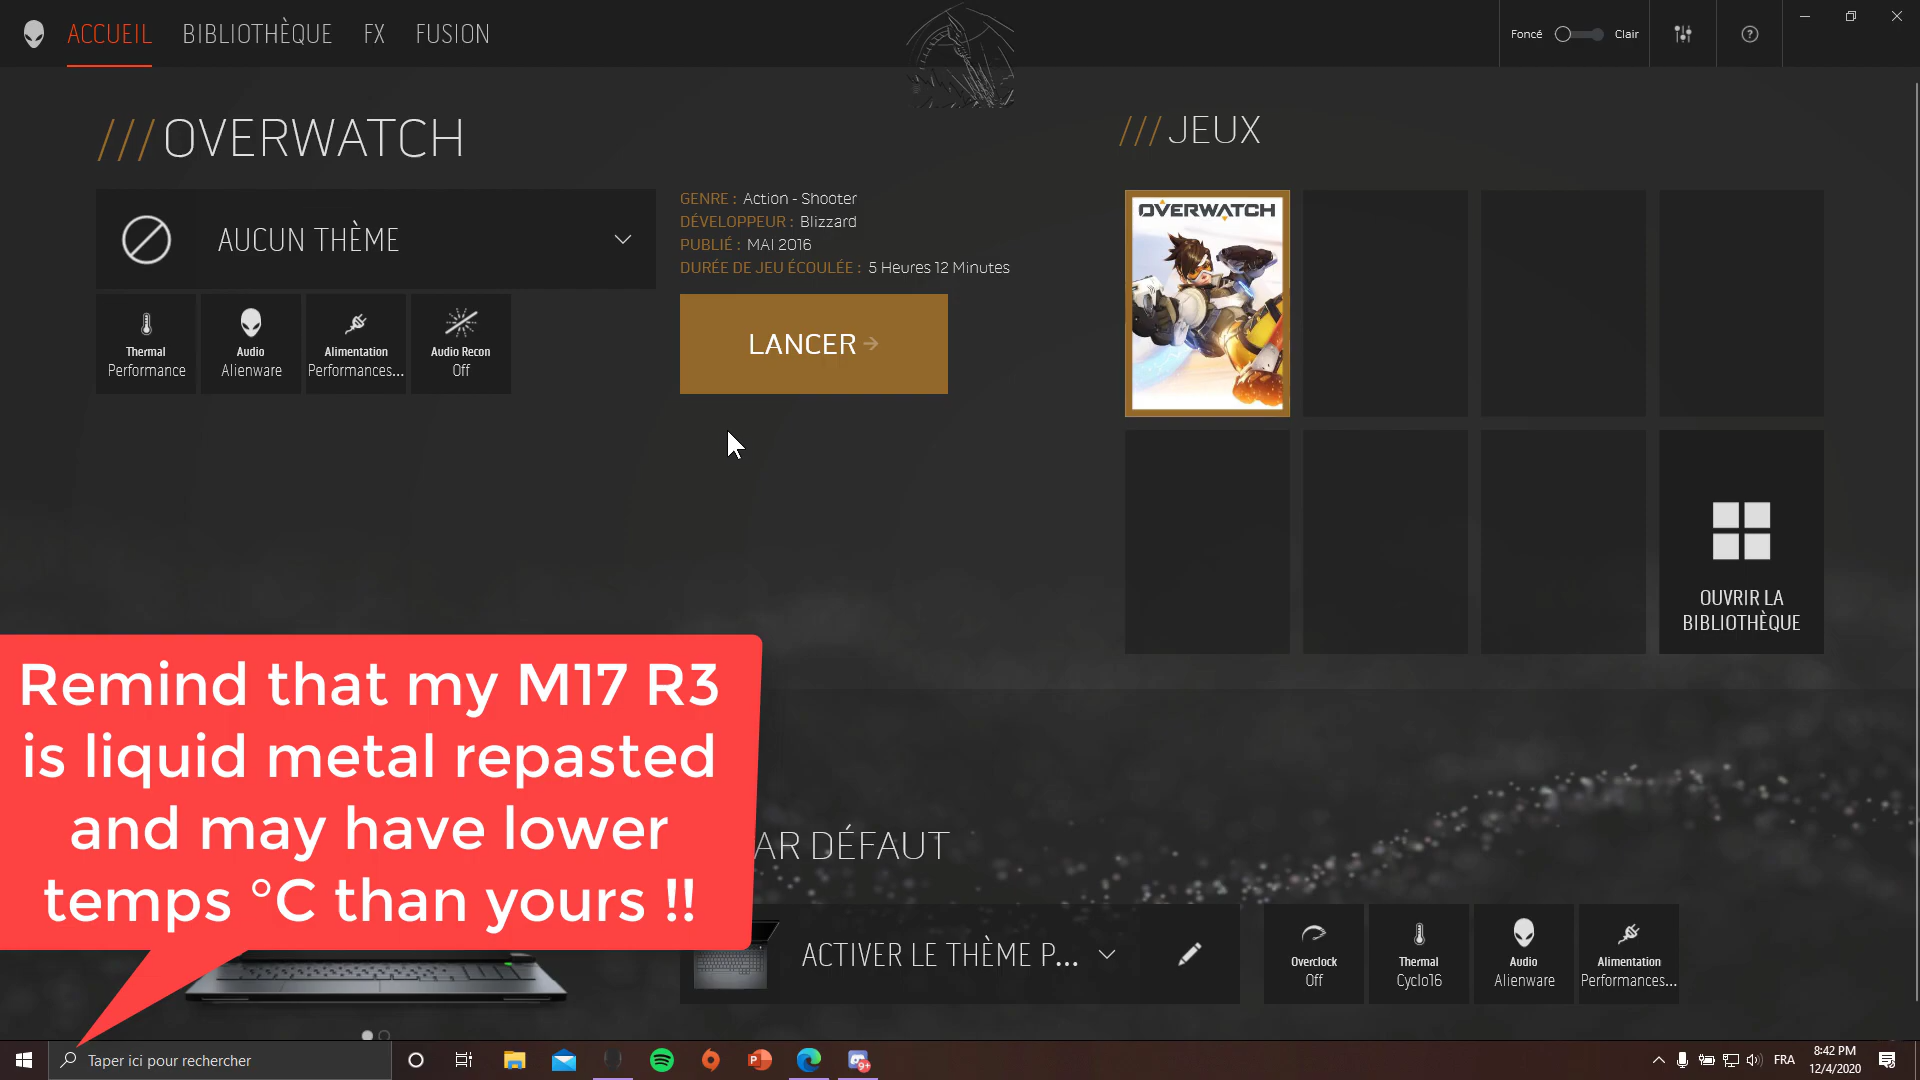 ACCUEIL BIBLIOTHÈQUE FX FUSION
Foncé Clair
///OVERWATCH
AUCUN THÈME
Thermal
Performance
Audio
Alienware
Alimentation
Performances...
Audio Recon
Off
GENRE : Action - Shooter
DÉVELOPPEUR : Blizzard
PUBLIÉ : MAI 2016
DURÉE DE JEU ÉCOULÉE : 5 Heures 12 Minutes
LANCER
///JEUX
OVERWATCH
OUVRIR LA
BIBLIOTHÈQUE
Remind that my M17 R3
is liquid metal repasted
and may have lower
temps °C than yours !!
AR DÉFAUT
ACTIVER LE THÈME P...
Overclock
Off
Thermal
Cyclo16
Audio
Alienware
Alimentation
Performances...
Taper ici pour rechercher
9+
FRA
8:42 PM
12/4/2020